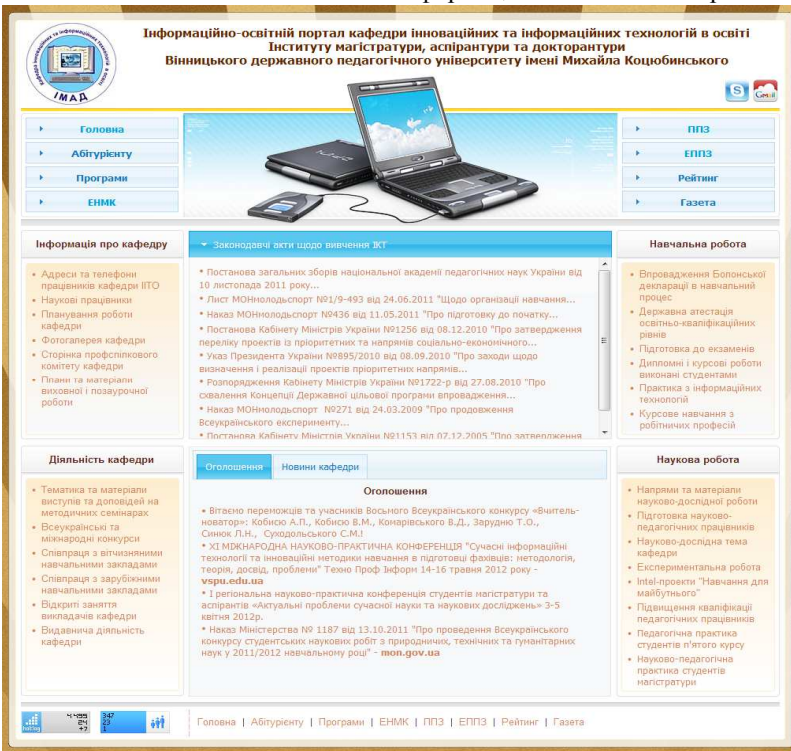 Інформаційно-освітній портал кафедри інноваційних та інформаційних технологій в освіті
Інституту магістратури, аспірантури та докторантури
Вінницького державного педагогічного університету імені Михайла Коцюбинського
ІМАД
Gmail
Головна
Абітурієнту
Програми
ЕНМК
ППЗ
ЕППЗ
Рейтинг
Газета
Інформація про кафедру
• Адреси та телефони
працівників кафедри ІІТО
• Наукові працівники
• Планування роботи
кафедри
• Фотогалерея кафедри
• Сторінка профспілкового
комітету кафедри
• Плани та матеріали
виховної і позаурочної
роботи
Законодавчі акти щодо вивчення ІКТ
• Постанова загальних зборів національної академії педагогічних наук України від
10 листопада 2011 року...
• Лист МОНмолодьспорт №1/9-493 від 24.06.2011 "Щодо організації навчання...
• Наказ МОНмолодьспорт №436 від 11.05.2011 "Про підготовку до початку...
• Постанова Кабінету Міністрів України №1256 від 08.12.2010 "Про затвердження
переліку проектів із пріоритетних та напрямів соціально-економічного...
• Указ Президента України №895/2010 від 08.09.2010 "Про заходи щодо
визначення і реалізації проектів пріоритетних напрямів...
• Розпорядження Кабінету Міністрів України №1722-р від 27.08.2010 "Про
схвалення Концепції Державної цільової програми впровадження...
• Наказ МОНмолодьспорт №271 від 24.03.2009 "Про продовження
Всеукраїнського експерименту...
• Постанова Кабінету Міністрів України №1153 від 07.12.2005 "Про затвердження
Навчальна робота
• Впровадження Болонської
декларації в навчальний
процес
• Державна атестація
освітньо-кваліфікаційних
рівнів
• Підготовка до екзаменів
• Дипломні і курсові роботи
виконані студентами
• Практика з інформаційних
технологій
• Курсове навчання з
робітничих професій
Діяльність кафедри
• Тематика та матеріали
виступів та доповідей на
методичних семінарах
• Всеукраїнські та
міжнародні конкурси
• Співпраця з вітчизняними
навчальними закладами
• Співпраця з зарубіжними
навчальними закладами
• Відкриті заняття
викладачів кафедри
• Видавнича діяльність
кафедри
Оголошення Новини кафедри
Оголошення
• Вітаємо переможців та учасників Восьмого Всеукраїнського конкурсу «Вчитель-
новатор»: Кобисю А.П., Кобисю В.М., Комарівського В.Д., Зарудню Т.О.,
Синюк Л.Н., Суходольського С.М.!
• XI МІЖНАРОДНА НАУКОВО-ПРАКТИЧНА КОНФЕРЕНЦІЯ "Сучасні інформаційні
технології та інноваційні методики навчання в підготовці фахівців: методологія,
теорія, досвід, проблеми" Техно Проф Інформ 14-16 травня 2012 року -
vspu.edu.ua
• I регіональна науково-практична конференція студентів магістратури та
аспірантів «Актуальні проблеми сучасної науки та наукових досліджень» 3-5
квітня 2012р.
• Наказ Міністерства № 1187 від 13.10.2011 "Про проведення Всеукраїнського
конкурсу студентських наукових робіт з природничих, технічних та гуманітарних
наук у 2011/2012 навчальному році" - mon.gov.ua
Наукова робота
• Напрями та матеріали
науково-дослідної роботи
• Підготовка науково-
педагогічних працівників
• Науково-дослідна тема
кафедри
• Експериментальна робота
• Intel-проекти "Навчання для
майбутнього"
• Підвищення кваліфікації
педагогічних працівників
• Педагогічна практика
студентів п'ятого курсу
• Науково-педагогічна
практика студентів
магістратури
347
23
1
Головна | Абітурієнту | Програми | ЕНМК | ППЗ | ЕППЗ | Рейтинг | Газета